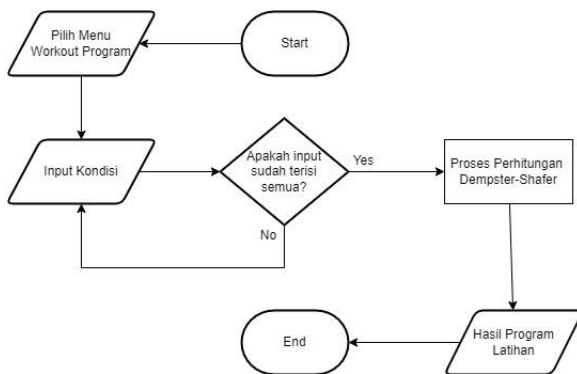 Start
Pilih Menu
Workout Program
Input Kondisi
Apakah input
sudah terisi
semua?
Yes
No
Proses Perhitungan
Dempster-Shafer
Hasil Program
Latihan
End